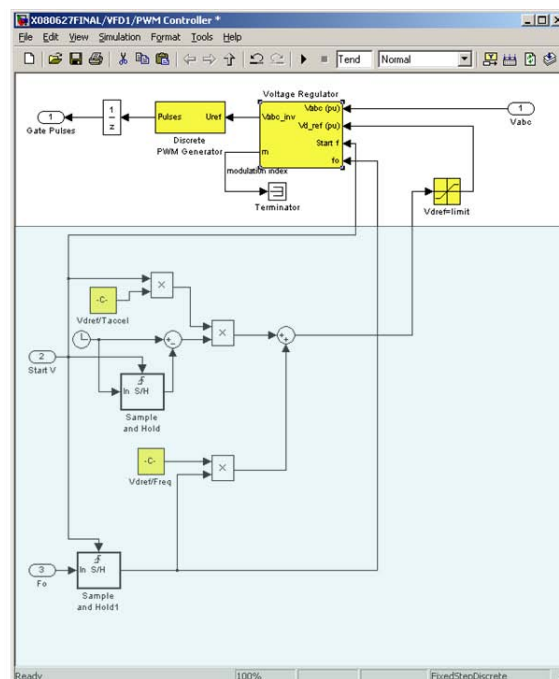 X080627FINAL/VFD1/PWM Controller *
File Edit View Simulation Format Tools Help
Tend Normal
Voltage Regulator
1
Gate Pulses
1
z
Pulses Uref
Discrete
PWM Generator
Vabc_inv
m
Vabc (pu)
Vd_ref (pu)
Start f
fo
1
Vabc
modulation index
Terminator
Vdref=limit
-C-
Vdref/Taccel
×
×
+
-
+
+
2
Start V
In S/H
Sample
and Hold
-C-
Vdref/Freq
×
3
Fo
In S/H
Sample
and Hold1
Ready 100% FixedStepDiscrete